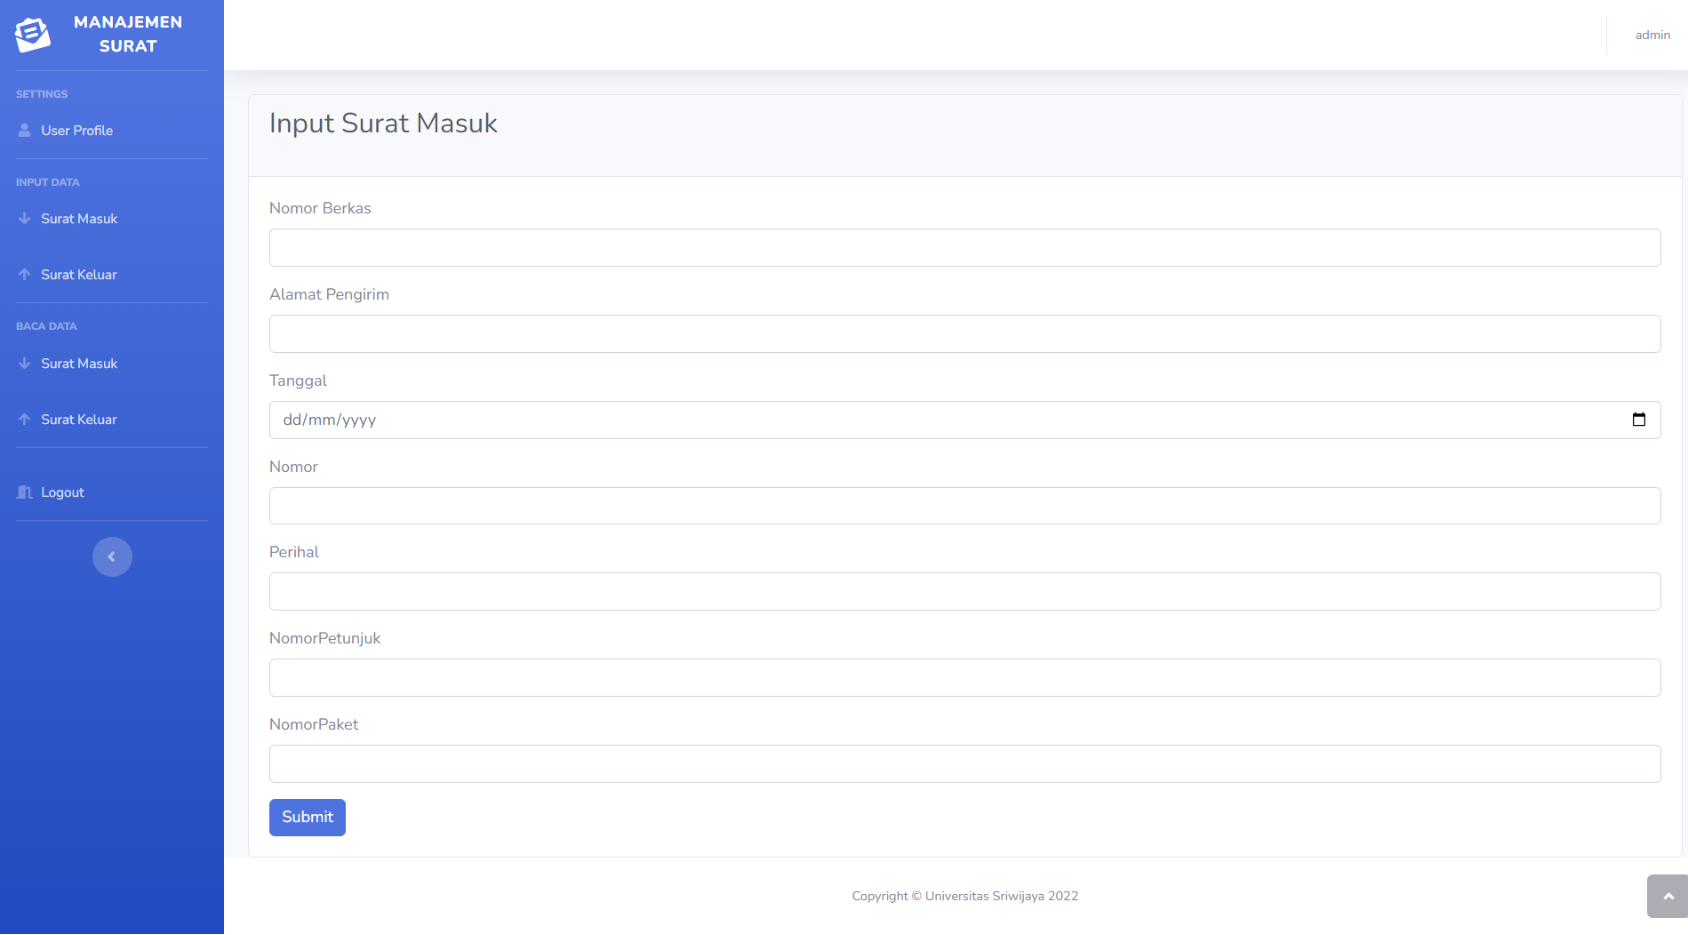 MANAJEMEN
SURAT
SETTINGS
User Profile
INPUT DATA
Surat Masuk
Surat Keluar
BACA DATA
Surat Masuk
Surat Keluar
Logout
admin
Input Surat Masuk
Nomor Berkas
Alamat Pengirim
Tanggal
dd/mm/yyyy
Nomor
Perihal
NomorPetunjuk
NomorPaket
Submit
Copyright © Universitas Sriwijaya 2022